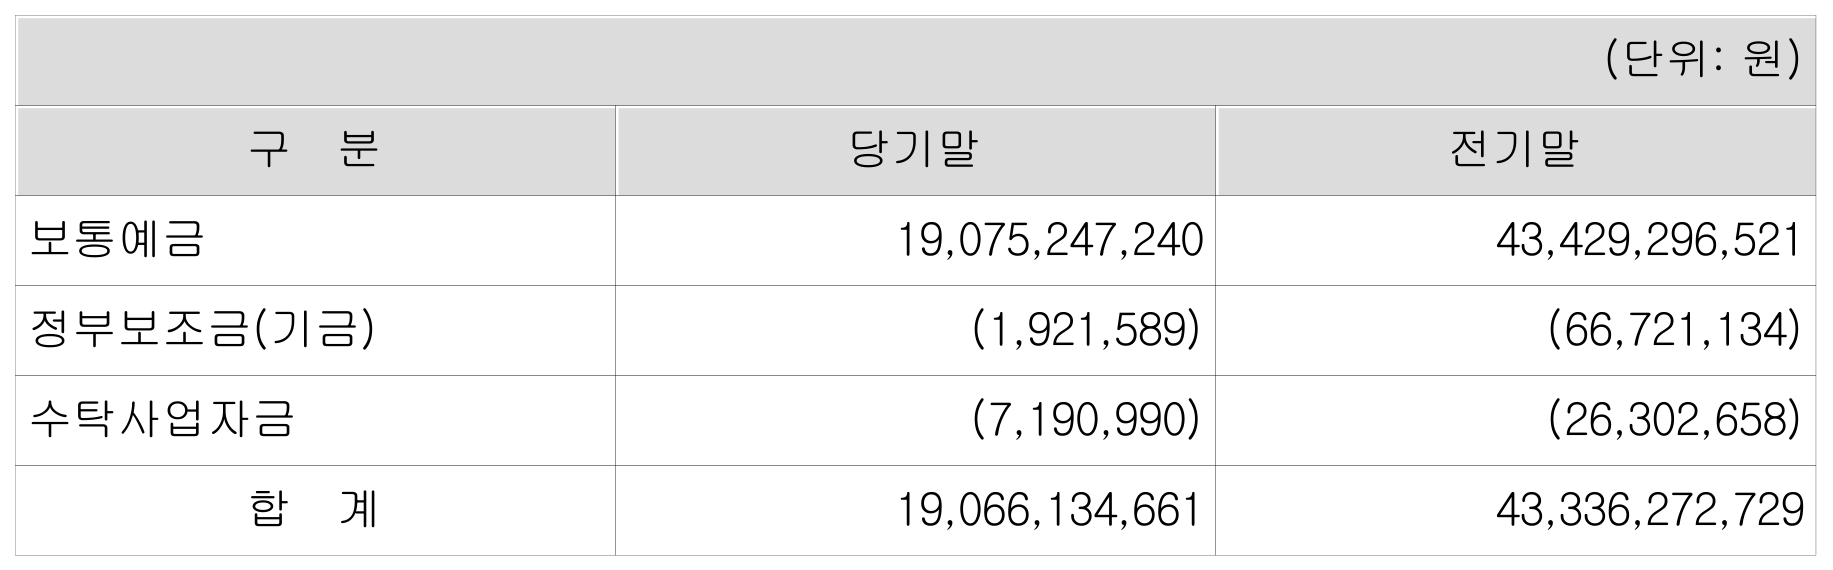 (단위: 원)
구 분 당기말 전기말
보통예금 19,075,247,240 43,429,296,521
정부보조금(기금) (1,921,589) (66,721,134)
수탁사업자금 (7,190,990) (26,302,658)
합 계 19,066,134,661 43,336,272,729